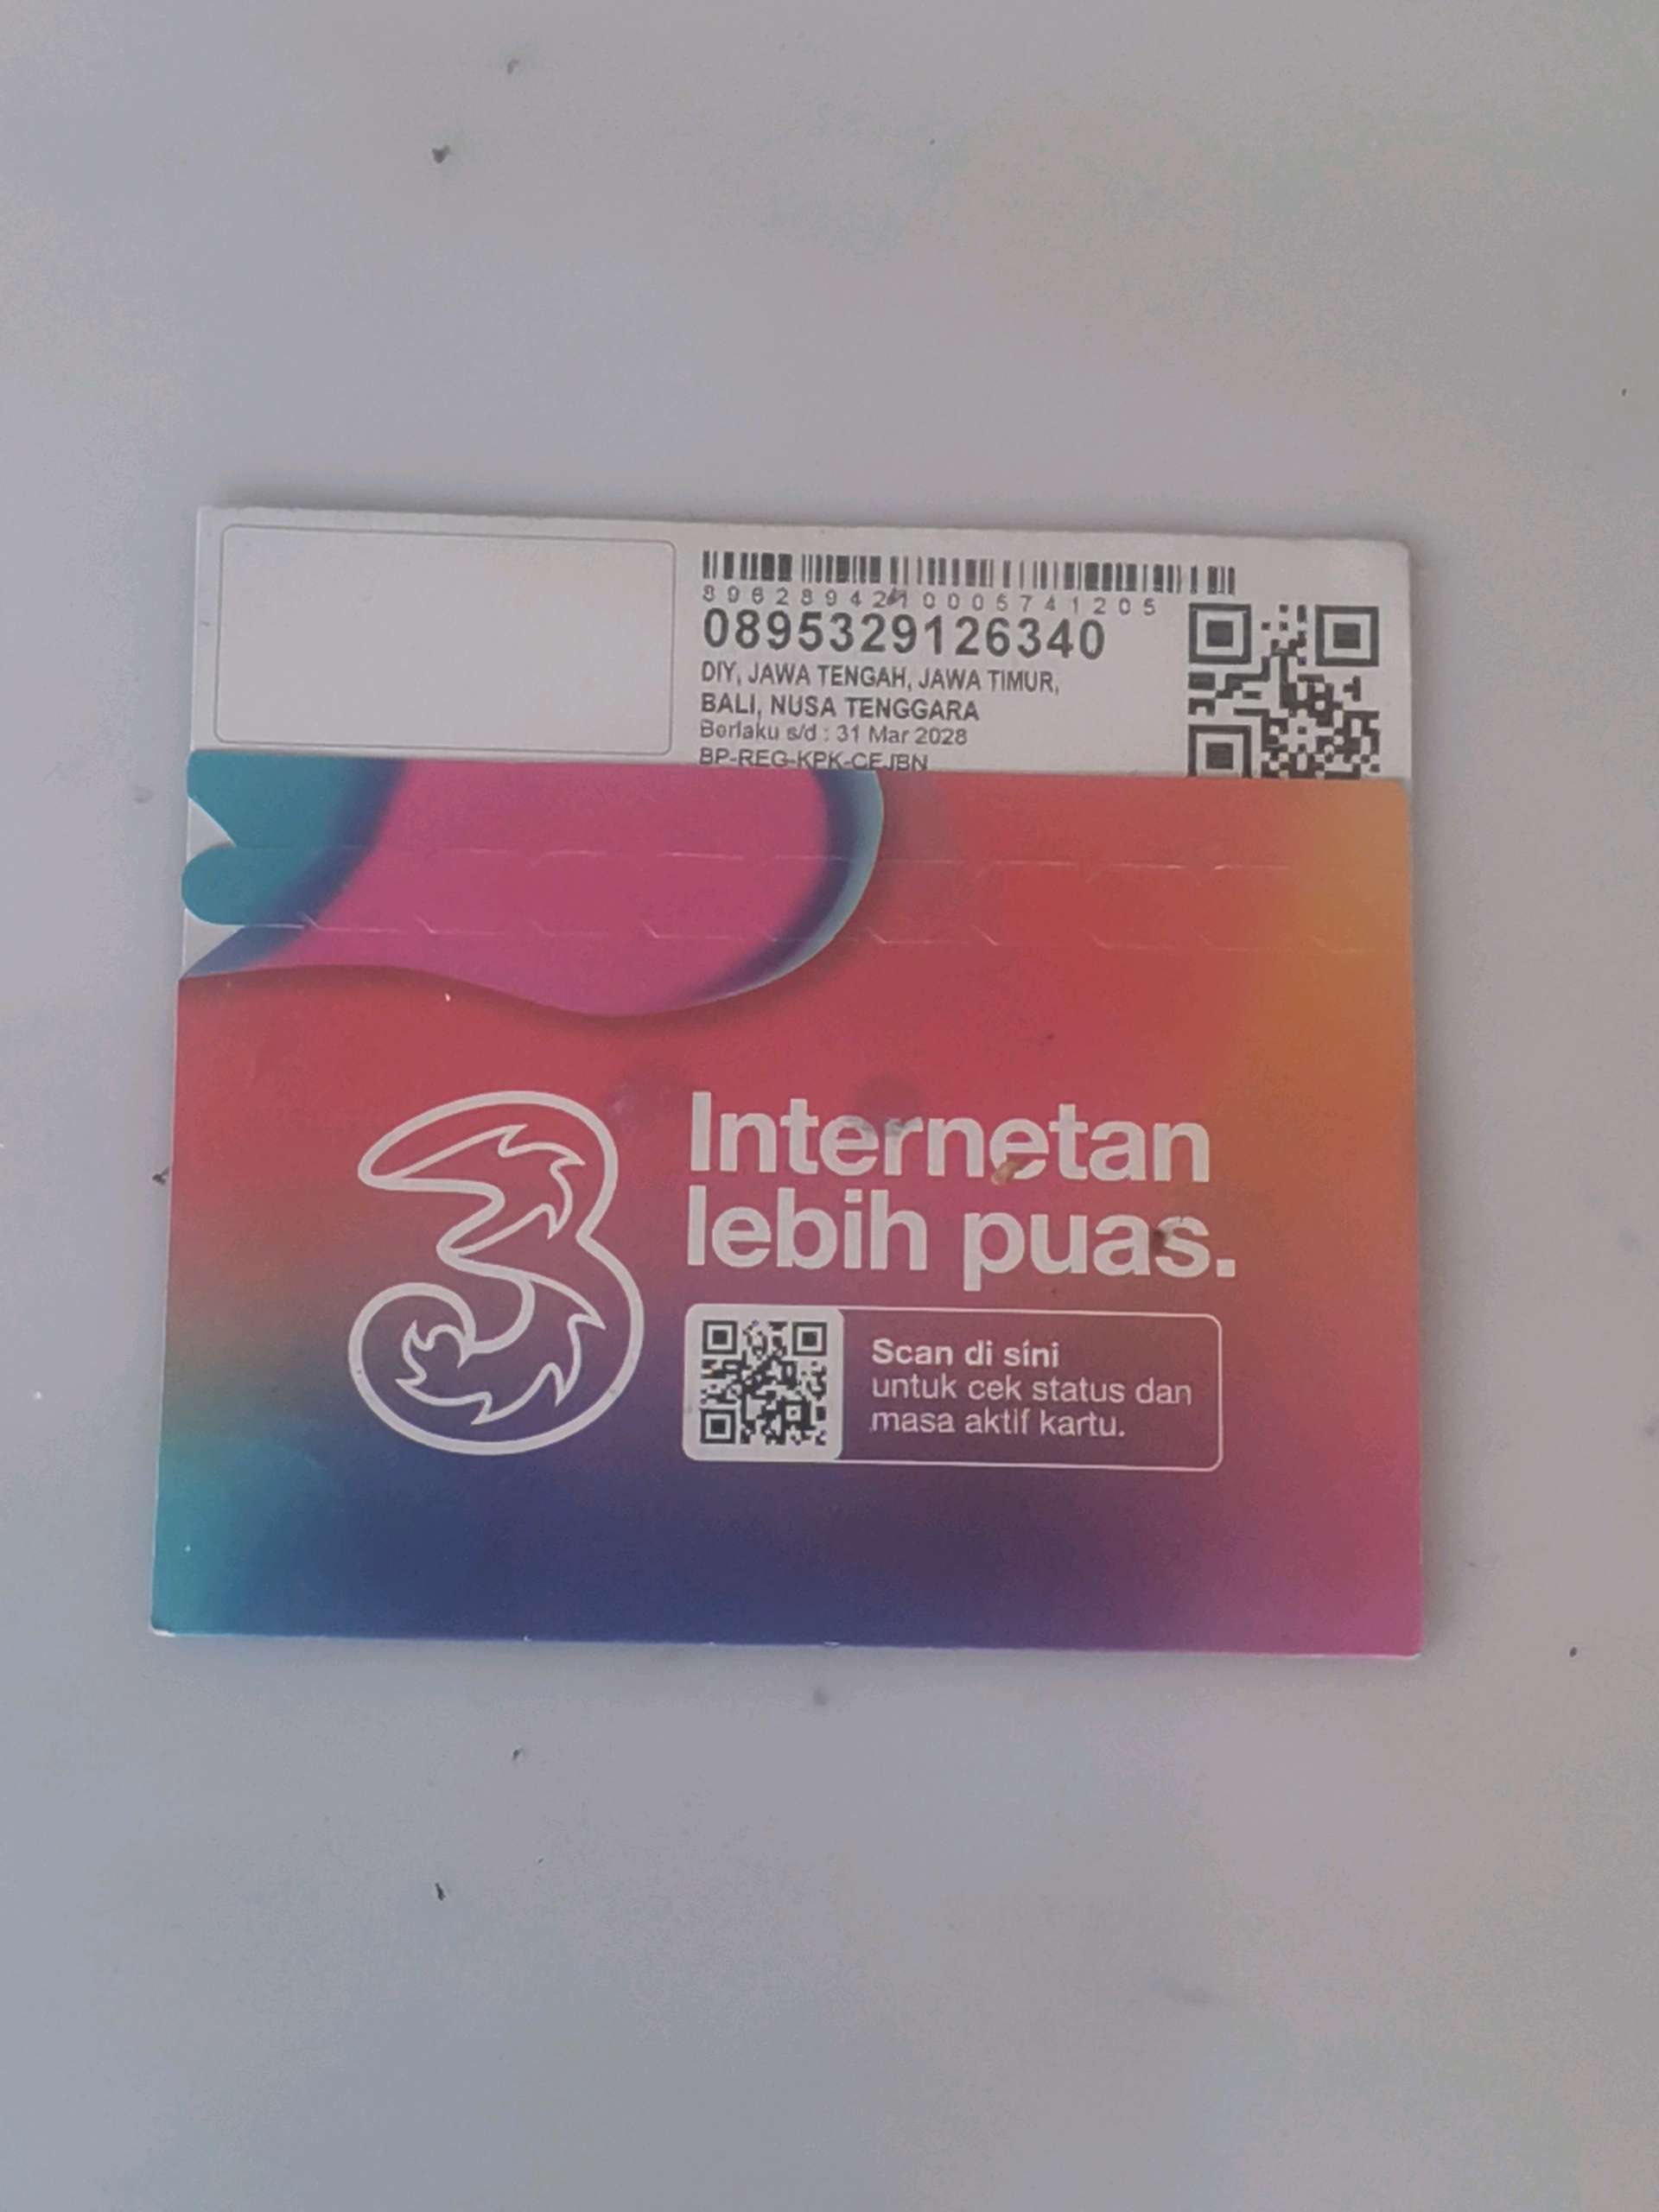 8962894210005741205
0895329126340
DIY, JAWA TENGAH, JAWA TIMUR,
BALI, NUSA TENGGARA
Berlaku s/d : 31 Mar 2028
BP-REG-KPK-CEJBN
3
Internetan
lebih puas.
Scan di sini
untuk cek status dan
masa aktif kartu.